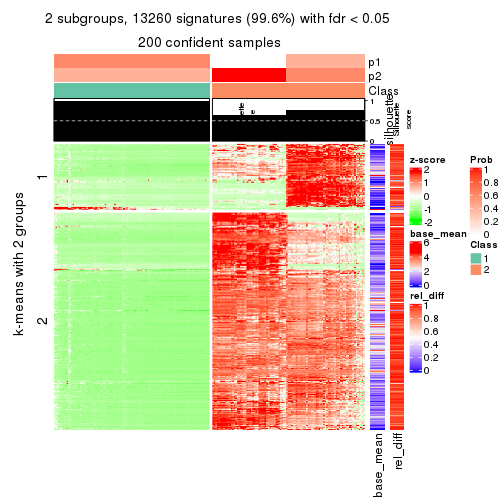 2 subgroups, 13260 signatures (99.6%) with fdr < 0.05
200 confident samples
p1
p2
Class
silhouette
Silhouette
score
1
0.5
0
k-means with 2 groups
1
2
base_mean
rel_diff
z-score
2
1
0
-1
-2
base_mean
6
4
2
0
rel_diff
1
0.8
0.6
0.4
0.2
0
Prob
1
0.8
0.6
0.4
0.2
0
Class
1
2